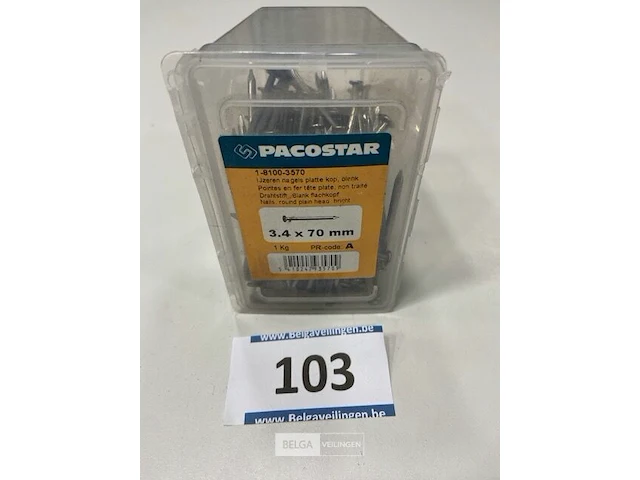 PACOSTAR
1-8100-3570
IJzeren nagels platte kop, blink
Pointes en fer tête plate, non traité
Drahtstift, Blank flachkopf
Nails, round plain head, bright
3.4 x 70 mm
1 Kg PR-code: A
www.Belgaveilingen.be
103
www.Belgaveilingen.be
BELGA VEILINGEN